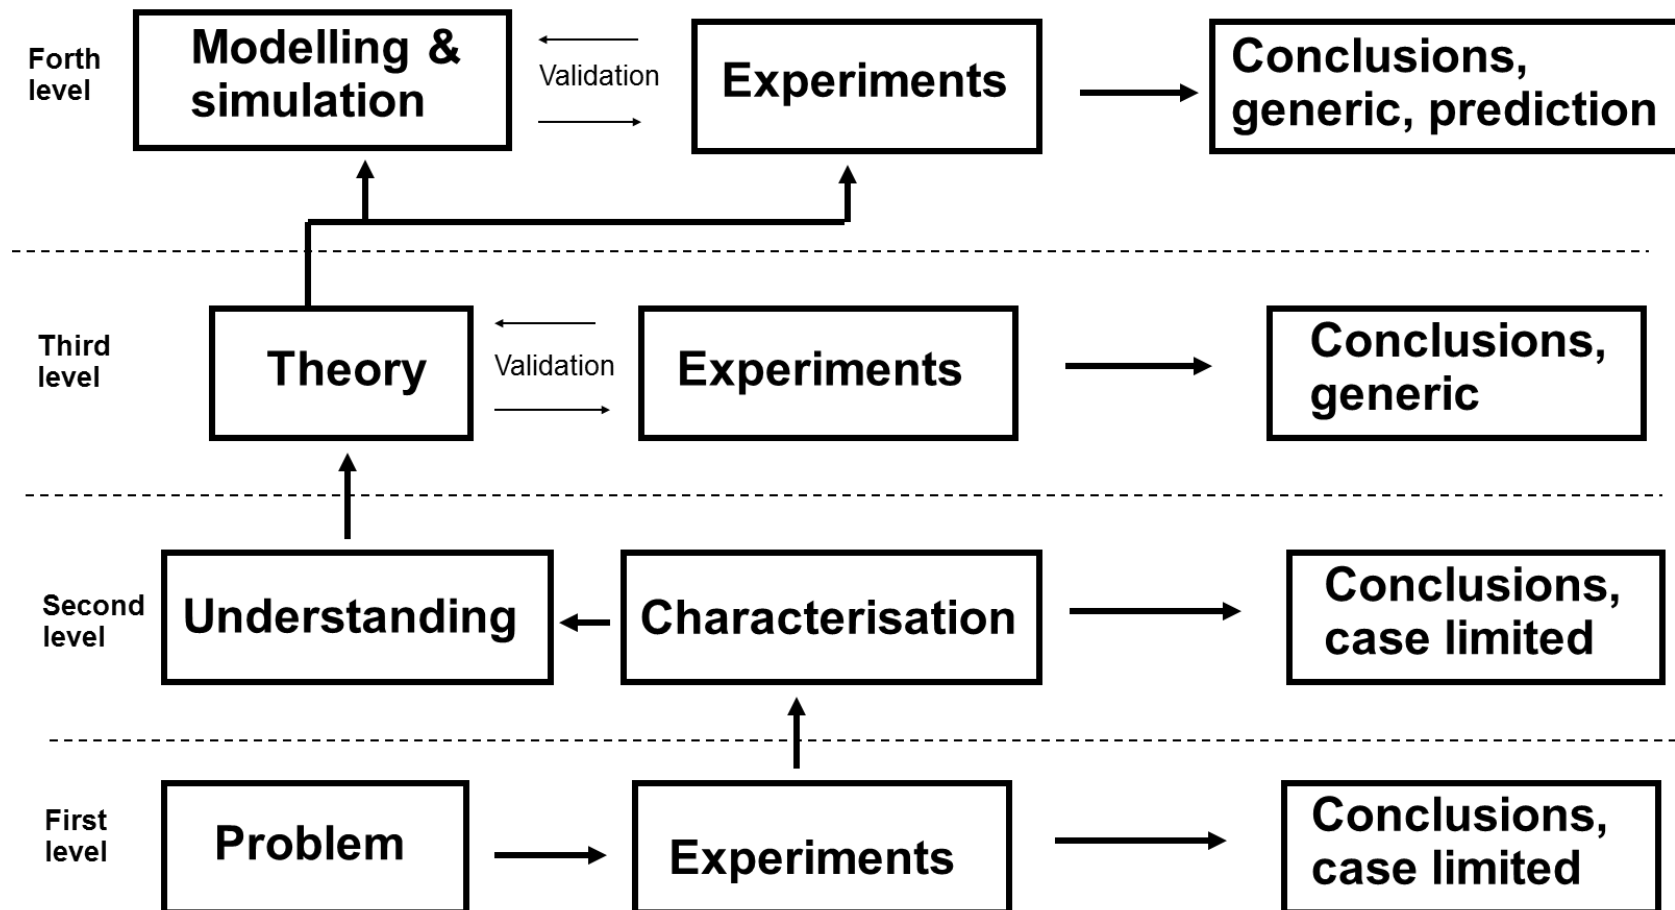 Forth
level
Modelling &
simulation
Validation
Experiments
Conclusions,
generic, prediction
Third
level
Theory
Validation
Experiments
Conclusions,
generic
Second
level
Understanding
Characterisation
Conclusions,
case limited
First
level
Problem
Experiments
Conclusions,
case limited